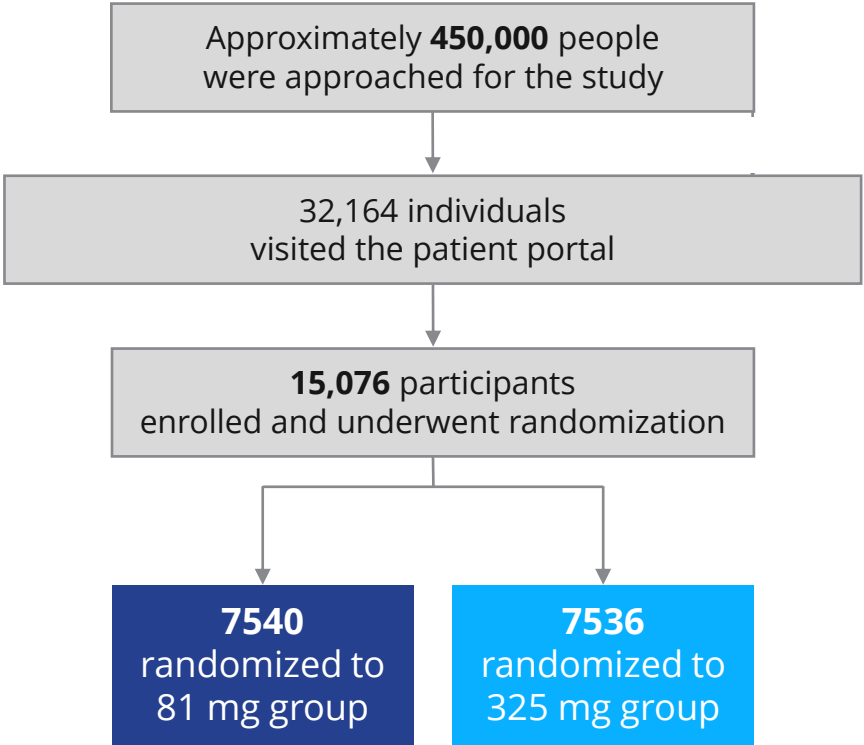 Approximately 450,000 people
were approached for the study
32,164 individuals
visited the patient portal
15,076 participants
enrolled and underwent randomization
7540
randomized to
81 mg group
7536
randomized to
325 mg group